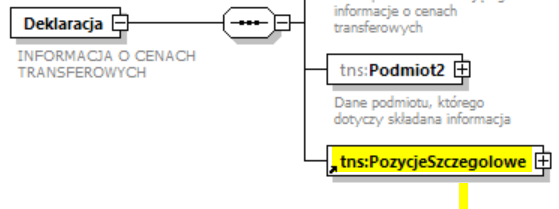 informacje o cenach
transferowych
Deklaracja
INFORMACJA O CENACH
TRANSFEROWYCH
tns:Podmiot2
Dane podmiotu, którego
dotyczy składana informacja
tns:PozycjeSzczegolowe